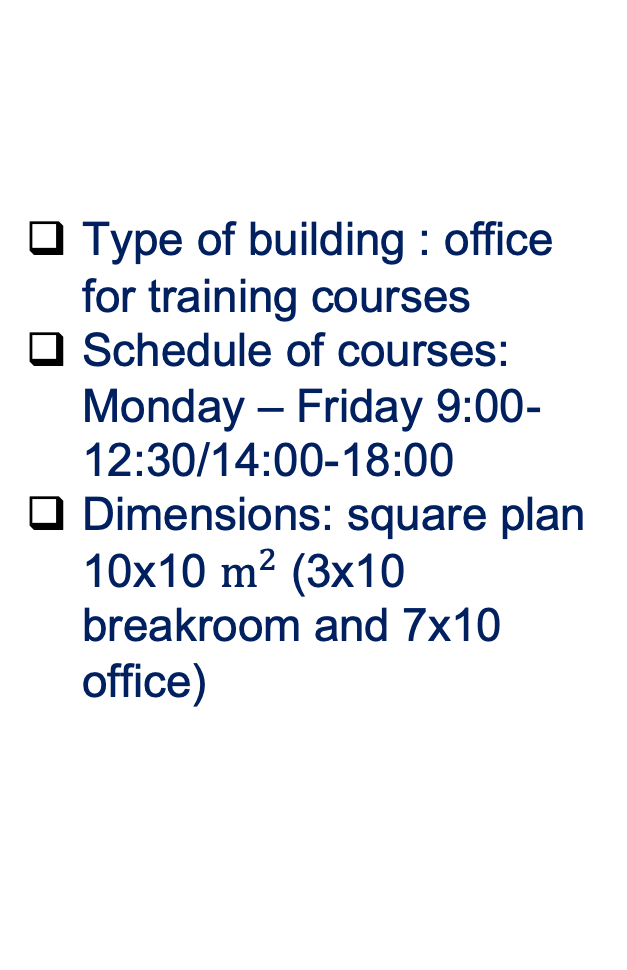 ❑ Type of building : office
for training courses
❑ Schedule of courses:
Monday – Friday 9:00-
12:30/14:00-18:00
❑ Dimensions: square plan
10x10 m² (3x10
breakroom and 7x10
office)